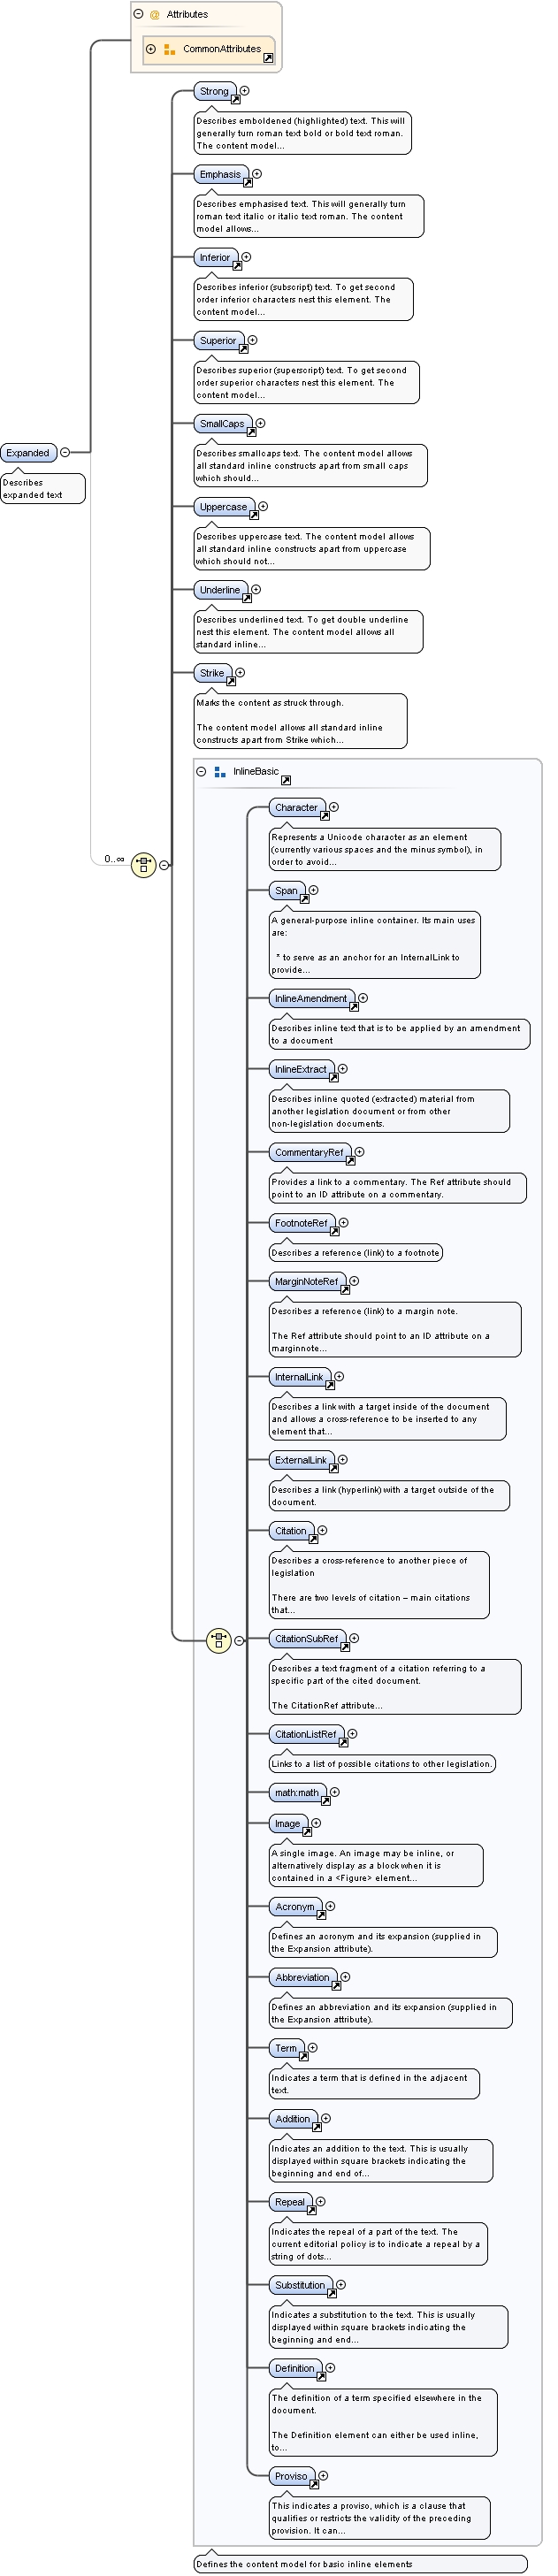 Attributes
CommonAttributes
Strong
Describes emboldened (highlighted) text. This will
generally turn roman text bold or bold text roman.
The content model...
Emphasis
Describes emphasised text. This will generally turn
roman text italic or italic text roman. The content
model allows...
Inferior
Describes inferior (subscript) text. To get second
order inferior characters nest this element. The
content model...
Superior
Describes superior (superscript) text. To get second
order superior characters nest this element. The
content model...
SmallCaps
Describes smallcaps text. The content model allows
all standard inline constructs apart from small caps
which should...
Expanded
Describes
expanded text
Uppercase
Describes uppercase text. The content model allows
all standard inline constructs apart from uppercase
which should not...
Underline
Describes underlined text. To get double underline
nest this element. The content model allows all
standard inline...
Strike
Marks the content as struck through.
The content model allows all standard inline
constructs apart from Strike which...
InlineBasic
0..∞
Character
Represents a Unicode character as an element
(currently various spaces and the minus symbol), in
order to avoid...
Span
A general-purpose inline container. Its main uses
are:
* to serve as an anchor for an InternalLink to
provide...
InlineAmendment
Describes inline text that is to be applied by an amendment
to a document
InlineExtract
Describes inline quoted (extracted) material from
another legislation document or from other
non-legislation documents.
CommentaryRef
Provides a link to a commentary. The Ref attribute should
point to an ID attribute on a commentary.
FootnoteRef
Describes a reference (link) to a footnote
MarginNoteRef
Describes a reference (link) to a margin note.
The Ref attribute should point to an ID attribute on a
marginnote...
InternalLink
Describes a link with a target inside of the document
and allows a cross-reference to be inserted to any
element that...
ExternalLink
Describes a link (hyperlink) with a target outside of the
document.
Citation
Describes a cross-reference to another piece of
legislation
There are two levels of citation – main citations
that...
CitationSubRef
Describes a text fragment of a citation referring to a
specific part of the cited document.
The CitationRef attribute...
CitationListRef
Links to a list of possible citations to other legislation.
math:math
Image
A single image. An image may be inline, or
alternatively display as a block when it is
contained in a <Figure> element...
Acronym
Defines an acronym and its expansion (supplied in
the Expansion attribute).
Abbreviation
Defines an abbreviation and its expansion (supplied in
the Expansion attribute).
Term
Indicates a term that is defined in the adjacent
text.
Addition
Indicates an addition to the text. This is usually
displayed within square brackets indicating the
beginning and end of...
Repeal
Indicates the repeal of a part of the text. The
current editorial policy is to indicate a repeal by a
string of dots...
Substitution
Indicates a substitution to the text. This is usually
displayed within square brackets indicating the
beginning and end...
Definition
The definition of a term specified elsewhere in the
document.
The Definition element can either be used inline,
to...
Proviso
This indicates a proviso, which is a clause that
qualifies or restricts the validity of the preceding
provision. It can...
Defines the content model for basic inline elements